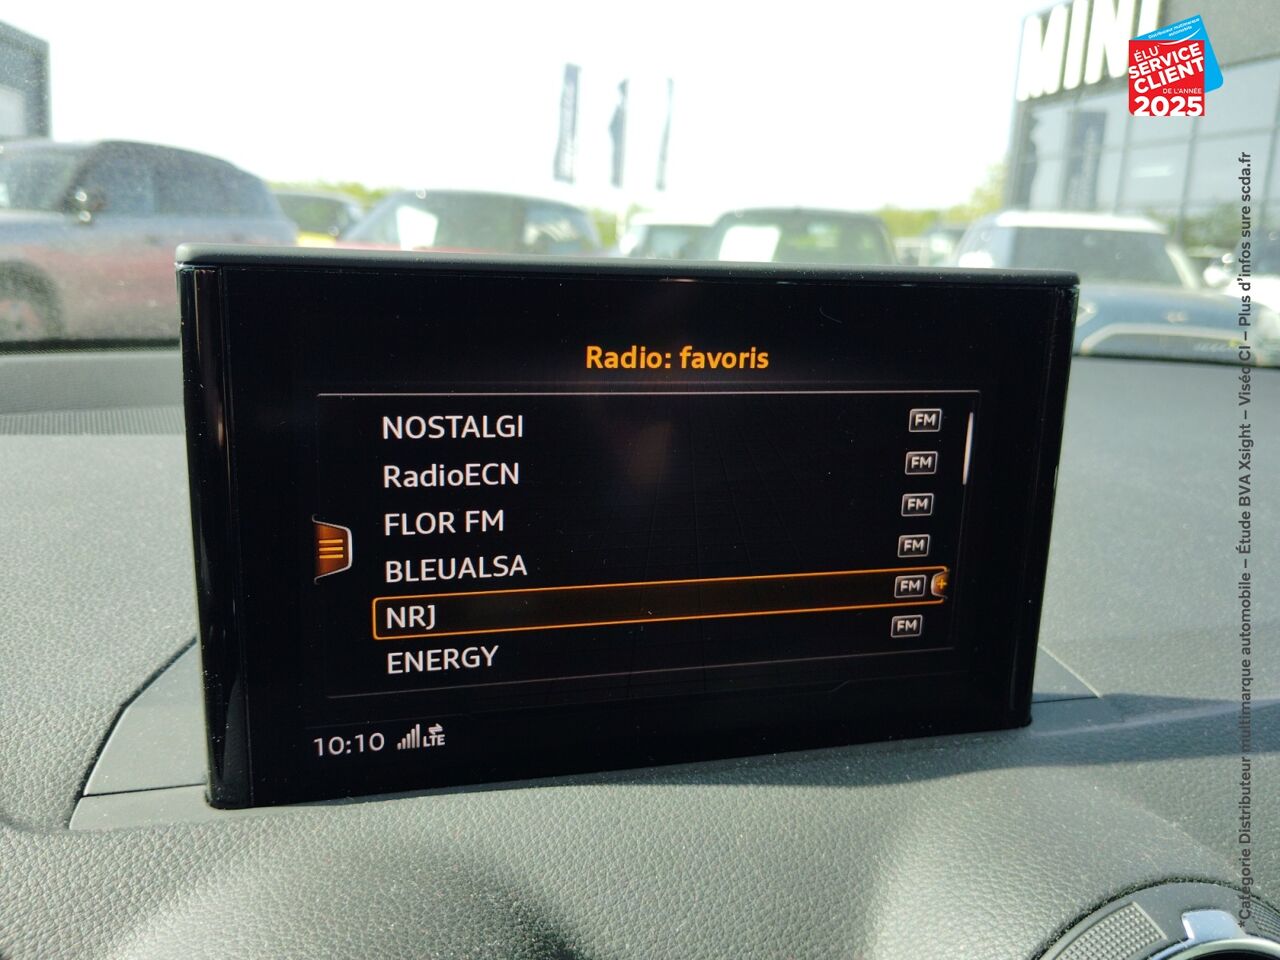 MINI
ÉLU
SERVICE
CLIENT
DE L'ANNÉE
2025
Radio: favoris
NOSTALGI FM
RadioECN FM
FLOR FM FM
BLEUALSA FM
NRJ FM
ENERGY FM
10:10 LTE
*Catégorie Distributeur multimarque automobile – Étude BVA Xsight – Viséo CI – Plus d'infos sure scda.fr